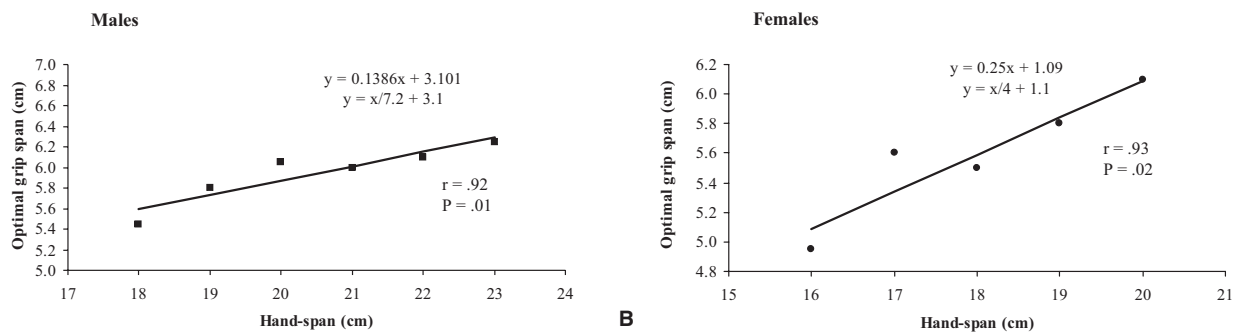 Males
Optimal grip span (cm)
7.0
6.8
6.6
6.4
6.2
6.0
5.8
5.6
5.4
5.2
5.0
y = 0.1386x + 3.101
y = x/7.2 + 3.1
r = .92
P = .01
17 18 19 20 21 22 23 24
Hand-span (cm)
B
Females
Optimal grip span (cm)
6.2
6.0
5.8
5.6
5.4
5.2
5.0
4.8
y = 0.25x + 1.09
y = x/4 + 1.1
r = .93
P = .02
15 16 17 18 19 20 21
Hand-span (cm)